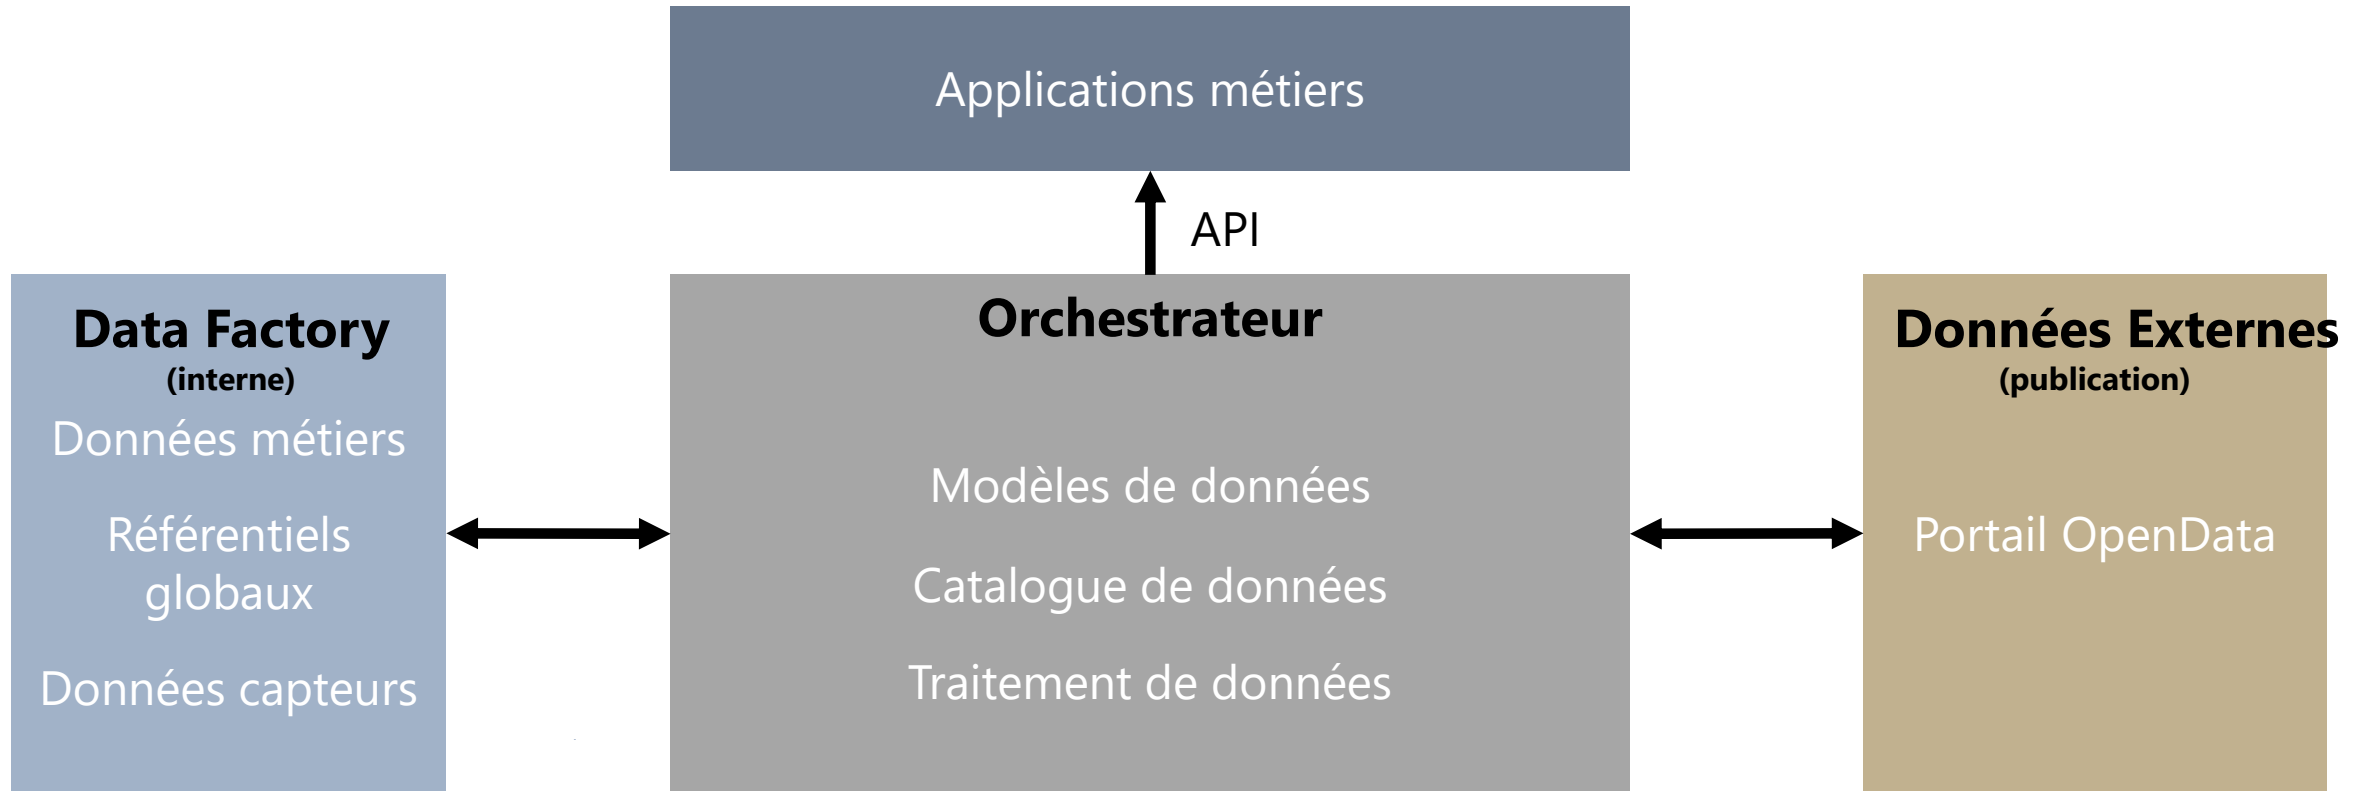 Applications métiers
API
Data Factory
(interne)
Données métiers
Référentiels
globaux
Données capteurs
Orchestrateur
Modèles de données
Catalogue de données
Traitement de données
Données Externes
(publication)
Portail OpenData